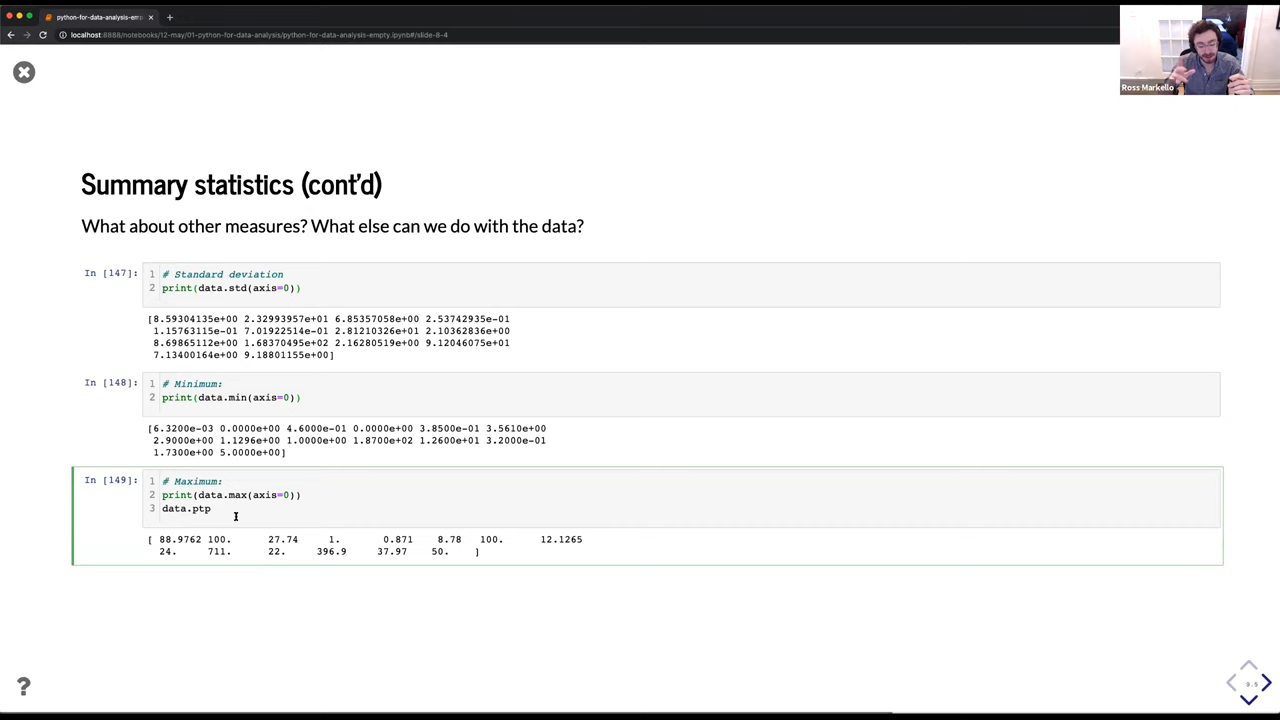 python-for-data-analysis-emp
localhost:8888/notebooks/12-may/01-python-for-data-analysis/python-for-data-analysis-empty.ipynb#/slide-8-4
Ross Markello
Summary statistics (cont'd)
What about other measures? What else can we do with the data?
In [147]:
1 # Standard deviation
2 print(data.std(axis=0))
[8.59304135e+00 2.32993957e+01 6.85357058e+00 2.53742935e-01
1.15763115e-01 7.01922514e-01 2.81210326e+01 2.10362836e+00
8.69865112e+00 1.68370495e+02 2.16280519e+00 9.12046075e+01
7.13400164e+00 9.18801155e+00]
In [148]:
1 # Minimum:
2 print(data.min(axis=0))
[6.3200e-03 0.0000e+00 4.6000e-01 0.0000e+00 3.8500e-01 3.5610e+00
2.9000e+00 1.1296e+00 1.0000e+00 1.8700e+02 1.2600e+01 3.2000e-01
1.7300e+00 5.0000e+00]
In [149]:
1 # Maximum:
2 print(data.max(axis=0))
3 data.ptp
[ 88.9762 100. 27.74 1. 0.871 8.78 100. 12.1265
24. 711. 22. 396.9 37.97 50. ]
?
9.5